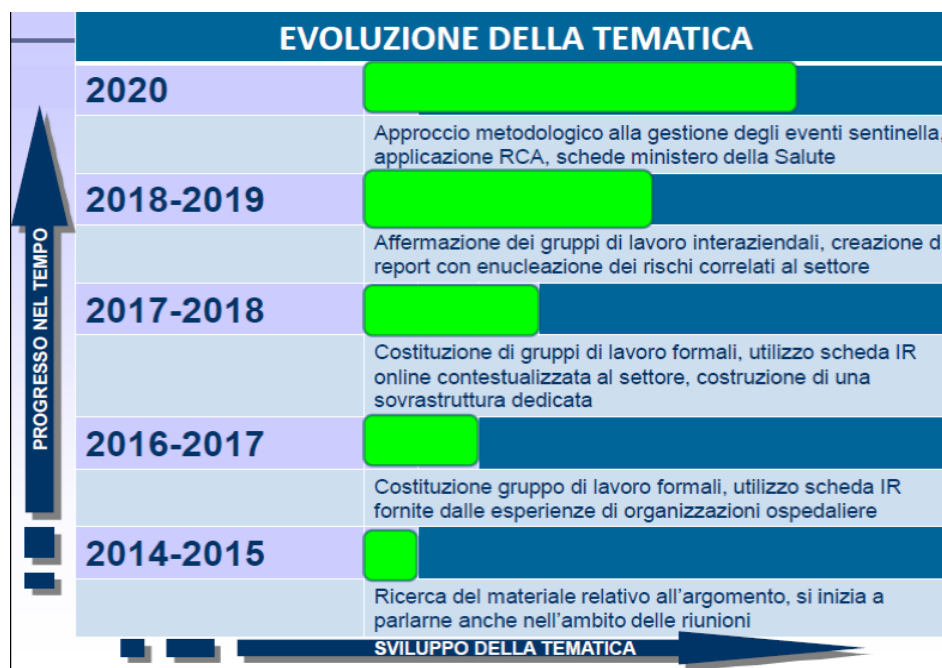 EVOLUZIONE DELLA TEMATICA
2020
Approccio metodologico alla gestione degli eventi sentinella,
applicazione RCA, schede ministero della Salute
2018-2019
Affermazione dei gruppi di lavoro interaziendali, creazione d
report con enucleazione dei rischi correlati al settore
2017-2018
Costituzione di gruppi di lavoro formali, utilizzo scheda IR
online contestualizzata al settore, costruzione di una
sovrastruttura dedicata
2016-2017
Costituzione gruppo di lavoro formali, utilizzo scheda IR
fornite dalle esperienze di organizzazioni ospedaliere
2014-2015
Ricerca del materiale relativo all'argomento, si inizia a
parlarne anche nell'ambito delle riunioni
PROGRESSO NEL TEMPO
SVILUPPO DELLA TEMATICA